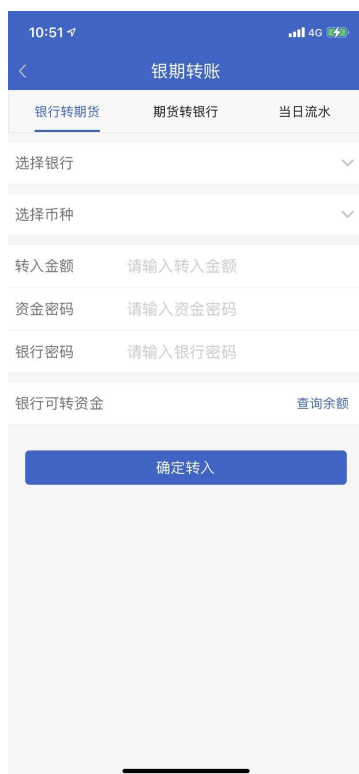 10:51 4G
银期转账
银行转期货 期货转银行 当日流水
选择银行
选择币种
转入金额 请输入转入金额
资金密码 请输入资金密码
银行密码 请输入银行密码
银行可转资金 查询余额
确定转入